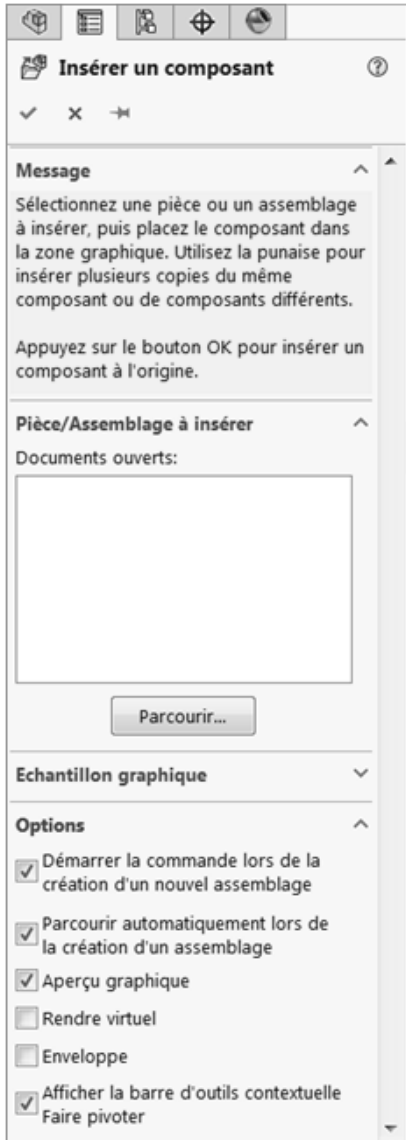 Insérer un composant
Message
Sélectionnez une pièce ou un assemblage
à insérer, puis placez le composant dans
la zone graphique. Utilisez la punaise pour
insérer plusieurs copies du même
composant ou de composants différents.
Appuyez sur le bouton OK pour insérer un
composant à l'origine.
Pièce/Assemblage à insérer
Documents ouverts:
Parcourir...
Echantillon graphique
Options
Démarrer la commande lors de la
création d'un nouvel assemblage
Parcourir automatiquement lors de
la création d'un assemblage
Aperçu graphique
Rendre virtuel
Enveloppe
Afficher la barre d'outils contextuelle
Faire pivoter